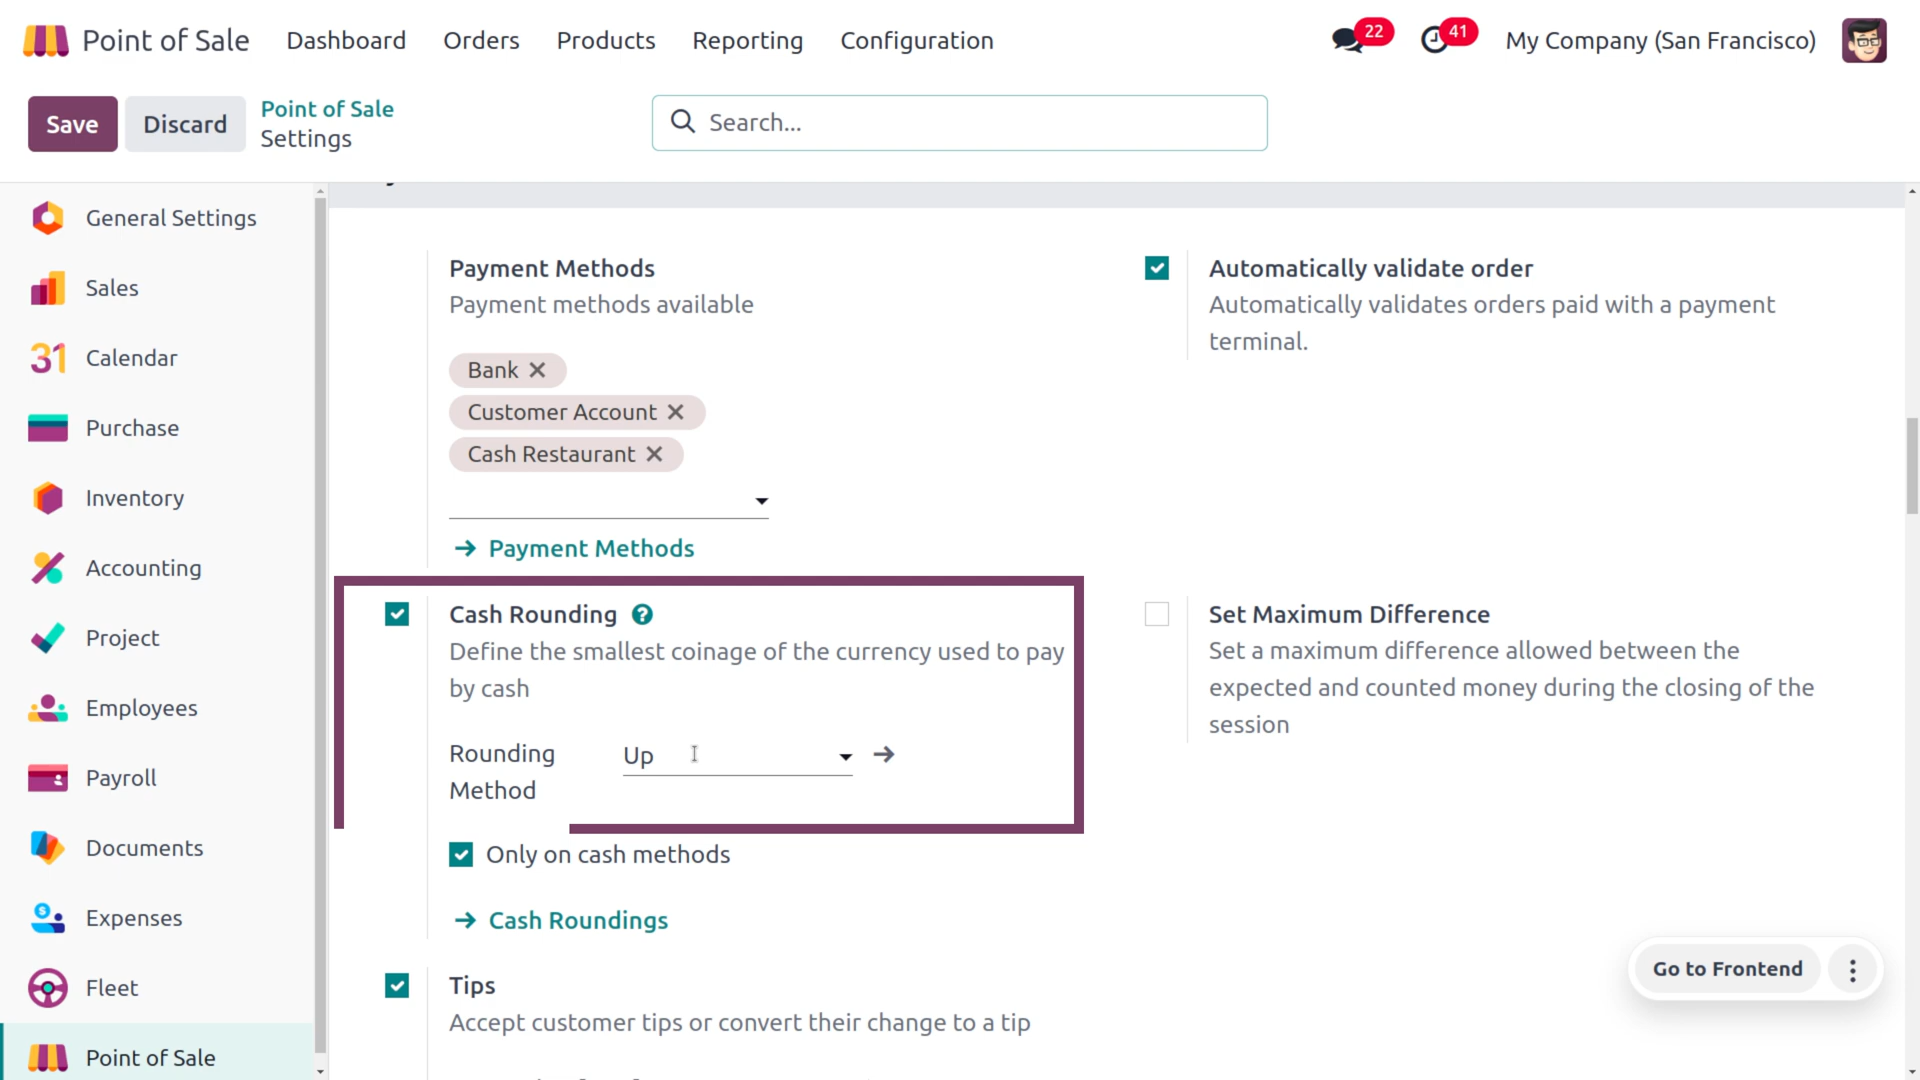 Point of Sale
Dashboard
Orders
Products
Reporting
Configuration
22
41
My Company (San Francisco)
Save
Discard
Point of Sale
Settings
Search...
General Settings
Sales
31 Calendar
Purchase
Inventory
Accounting
Project
Employees
Payroll
Documents
Expenses
Fleet
Point of Sale
Payment Methods
Payment methods available
Bank
Customer Account
Cash Restaurant
Payment Methods
Automatically validate order
Automatically validates orders paid with a payment
terminal.
Cash Rounding ?
Define the smallest coinage of the currency used to pay
by cash
Rounding
Method
Up
Only on cash methods
Cash Roundings
Set Maximum Difference
Set a maximum difference allowed between the
expected and counted money during the closing of the
session
Tips
Accept customer tips or convert their change to a tip
Go to Frontend